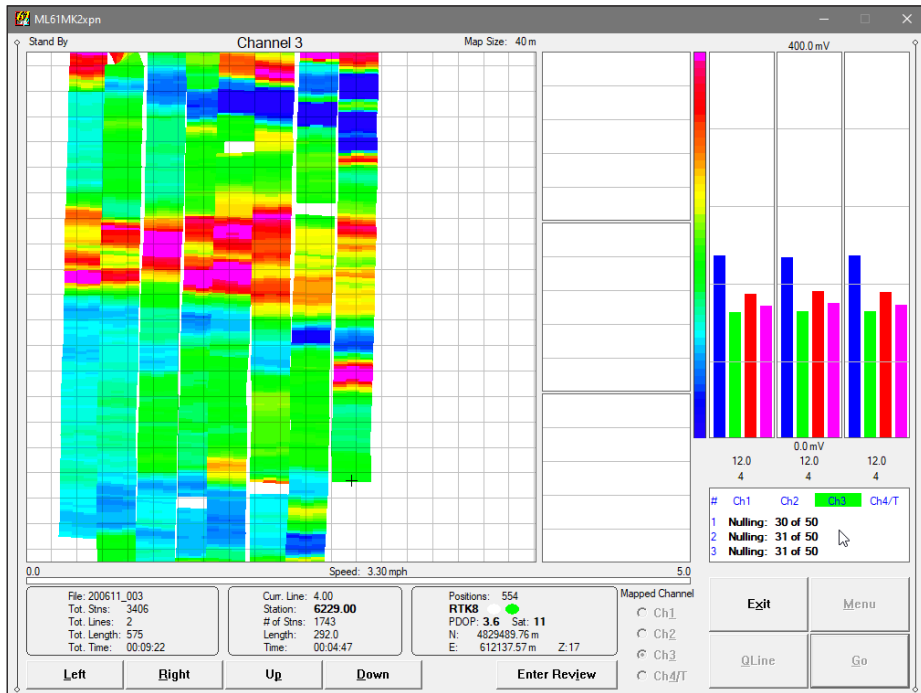 ML61MK2xpn
Stand By Channel 3 Map Size: 40 m
400.0 mV
0.0 mV
12.0 12.0 12.0
4 4 4
# Ch1 Ch2 Ch3 Ch4/T
1 Nulling: 30 of 50
2 Nulling: 31 of 50
3 Nulling: 31 of 50
0.0 Speed: 3.30 mph 5.0
File: 200611_003
Tot. Stns: 3406
Tot. Lines: 2
Tot. Length: 575
Tot. Time: 00:09:22
Curr. Line: 4.00
Station: 6229.00
# of Stns: 1743
Length: 292.0
Time: 00:04:47
Positions: 554
RTK8
PDOP: 3.6 Sat: 11
N: 4829489.76 m
E: 612137.57 m Z:17
Mapped Channel
Ch1
Ch2
Ch3
Ch4/T
Exit Menu
QLine Go
Left Right Up Down Enter Review